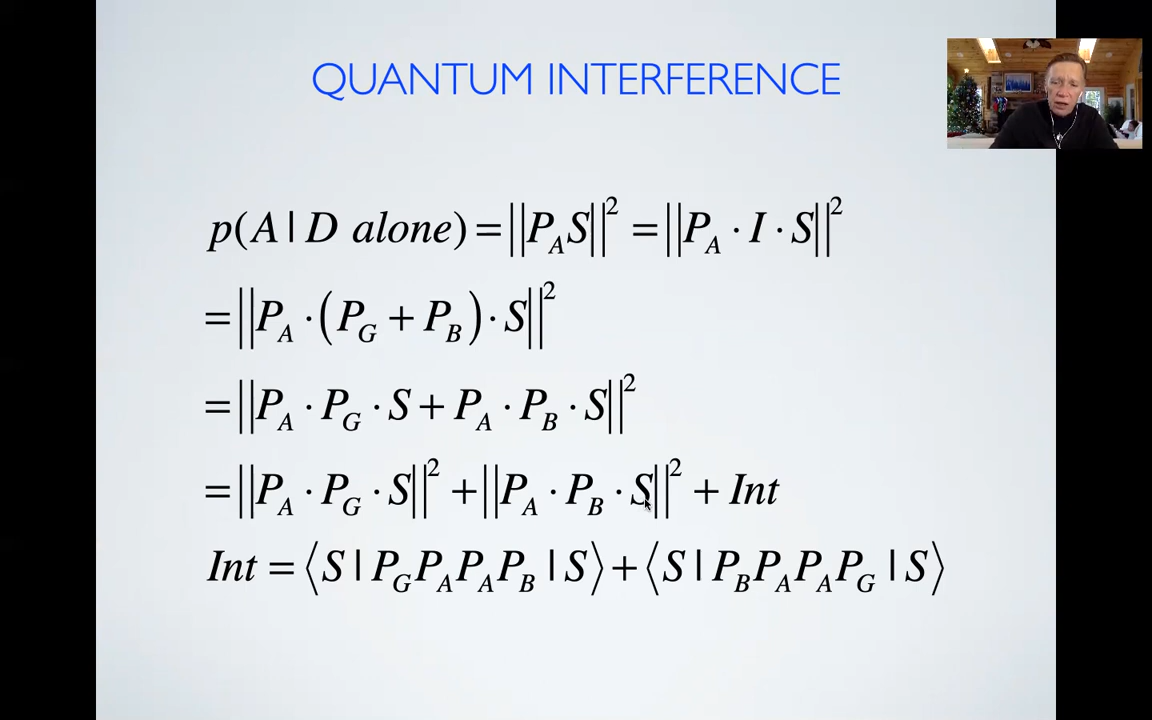 QUANTUM INTERFERENCE
p(A | D alone) = ||P_A S||² = ||P_A · I · S||²
= ||P_A · (P_G + P_B) · S||²
= ||P_A · P_G · S + P_A · P_B · S||²
= ||P_A · P_G · S||² + ||P_A · P_B · S||² + Int
Int = ⟨S | P_G P_A P_A P_B | S⟩ + ⟨S | P_B P_A P_A P_G | S⟩